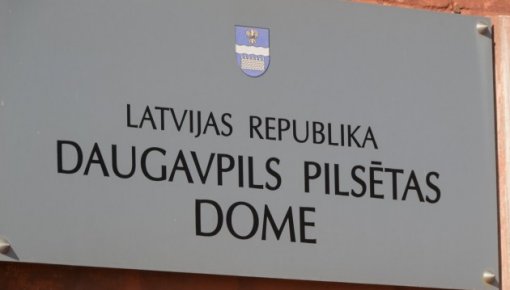 LATVIJAS REPUBLIKA
DAUGAVPILS PILSĒTAS
DOME